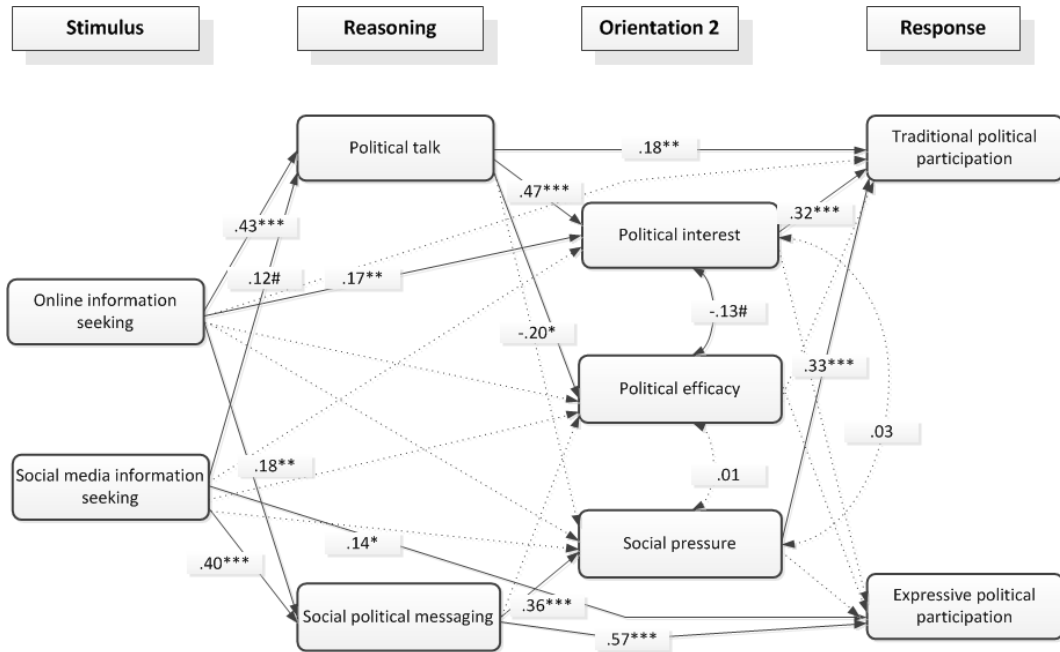 Stimulus
Reasoning
Orientation 2
Response
Political talk
Traditional political
participation
.18**
.47***
.32***
.43***
Political interest
.12#
.17**
Online information
seeking
-.13#
-.20*
.33***
Political efficacy
.03
.18**
Social media information
seeking
.01
.14*
Social pressure
.40***
.36***
Social political messaging
Expressive political
participation
.57***